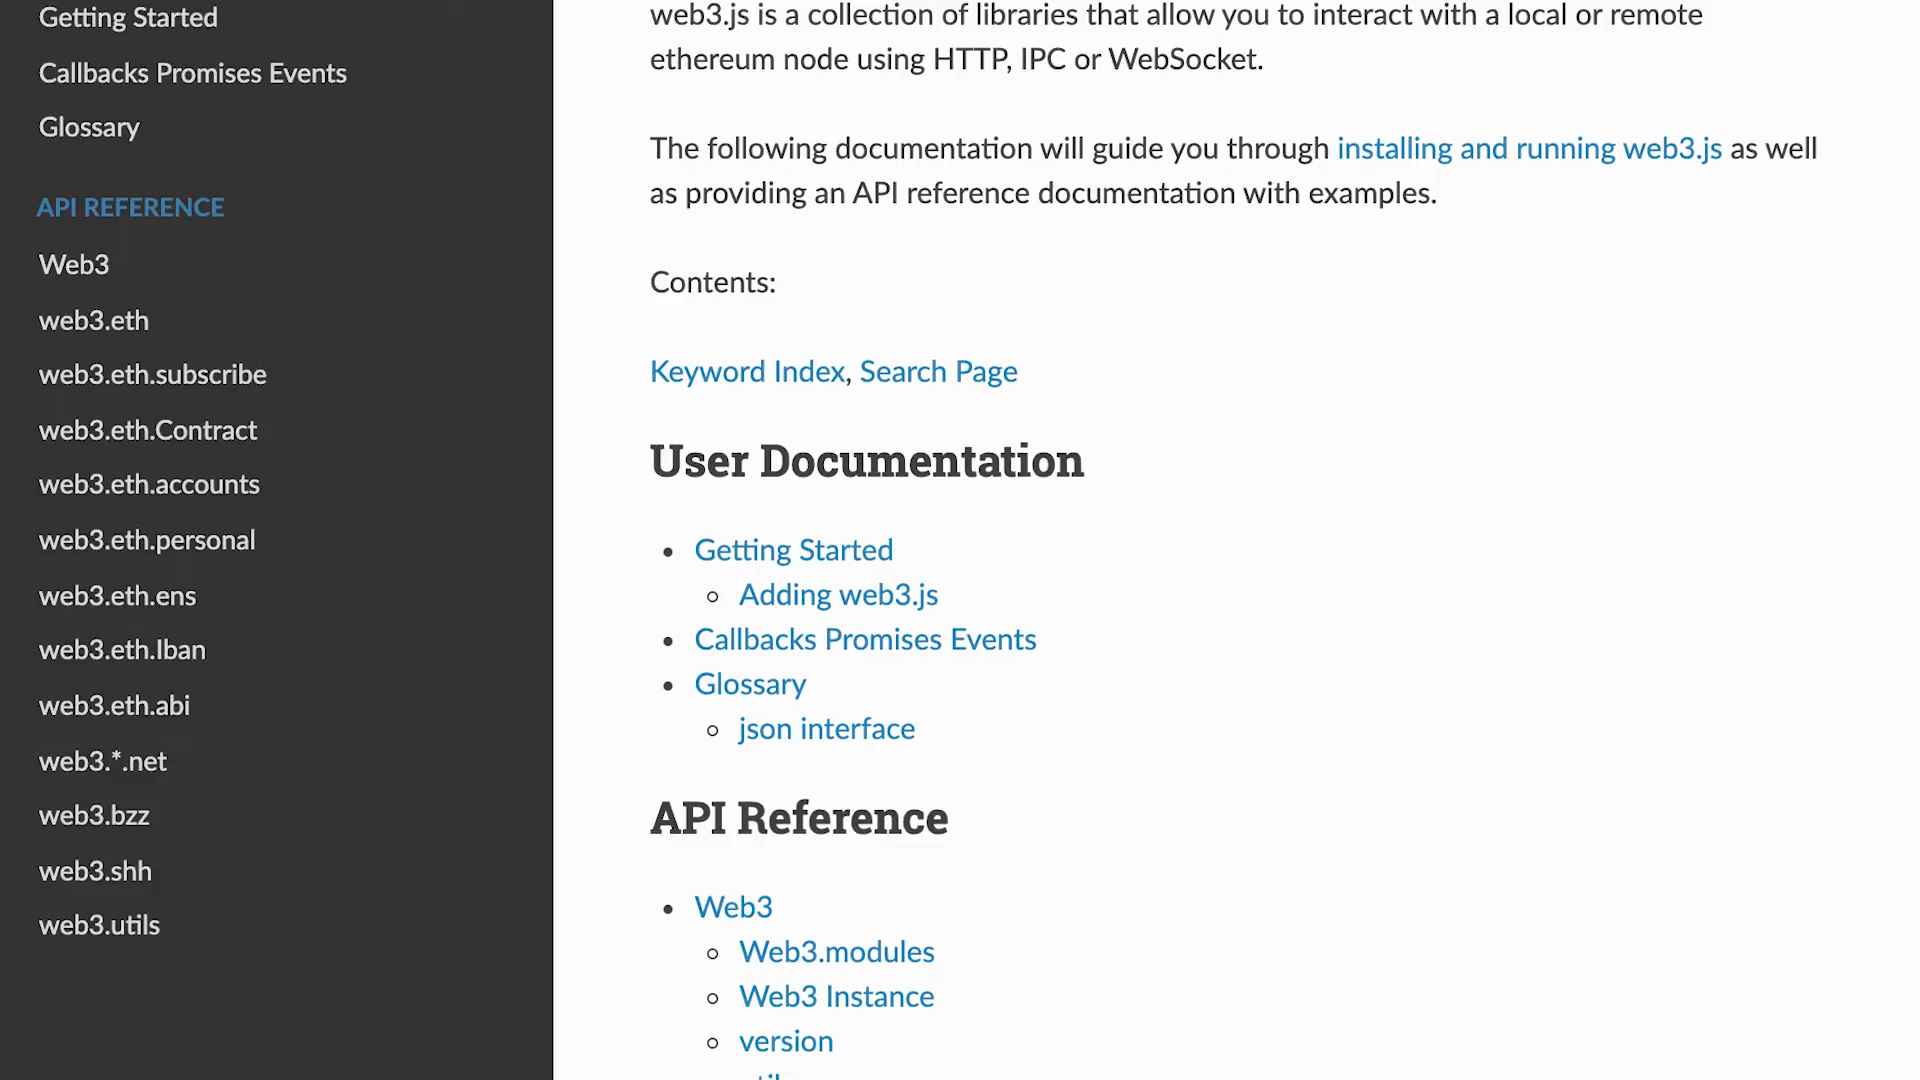 Getting Started
Callbacks Promises Events
Glossary
API REFERENCE
Web3
web3.eth
web3.eth.subscribe
web3.eth.Contract
web3.eth.accounts
web3.eth.personal
web3.eth.ens
web3.eth.Iban
web3.eth.abi
web3.*.net
web3.bzz
web3.shh
web3.utils
web3.js is a collection of libraries that allow you to interact with a local or remote
ethereum node using HTTP, IPC or WebSocket.
The following documentation will guide you through installing and running web3.js as well
as providing an API reference documentation with examples.
Contents:
Keyword Index, Search Page
User Documentation
Getting Started
Adding web3.js
Callbacks Promises Events
Glossary
json interface
API Reference
Web3
Web3.modules
Web3 Instance
version